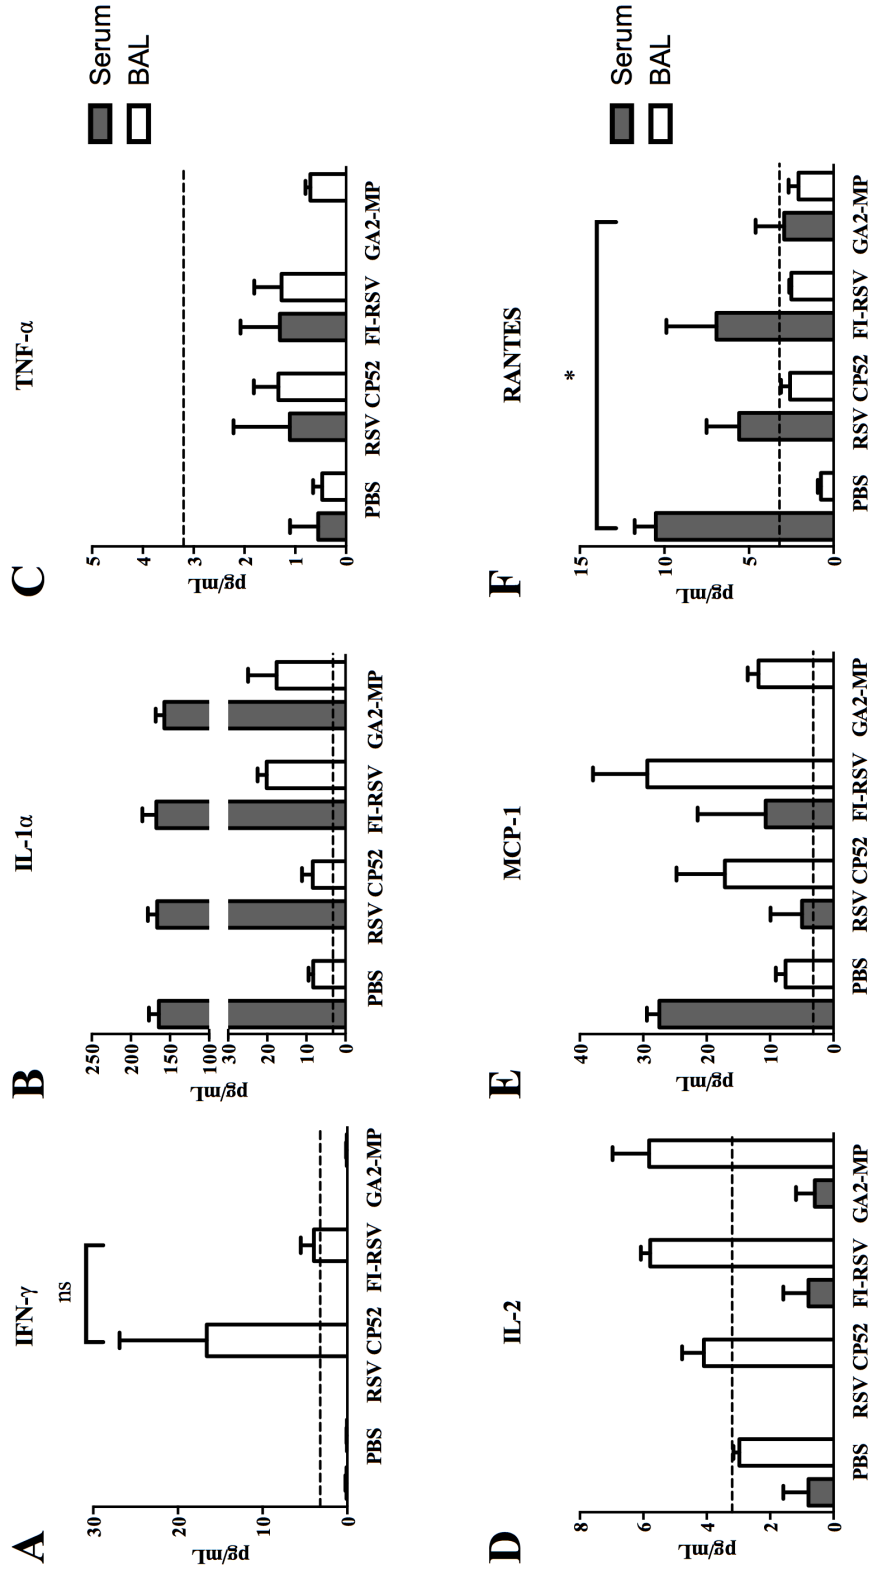 A
IFN-γ
ns
pg/mL
30
20
10
0
PBS
RSV CP52
FI-RSV
GA2-MP
B
IL-1α
pg/mL
250
200
150
100
30
20
10
0
PBS
RSV CP52
FI-RSV
GA2-MP
C
TNF-α
Serum
BAL
pg/mL
5
4
3
2
1
0
PBS
RSV CP52
FI-RSV
GA2-MP
D
IL-2
pg/mL
8
6
4
2
0
PBS
RSV CP52
FI-RSV
GA2-MP
E
MCP-1
pg/mL
40
30
20
10
0
PBS
RSV CP52
FI-RSV
GA2-MP
F
RANTES
Serum
BAL
*
pg/mL
15
10
5
0
PBS
RSV CP52
FI-RSV
GA2-MP